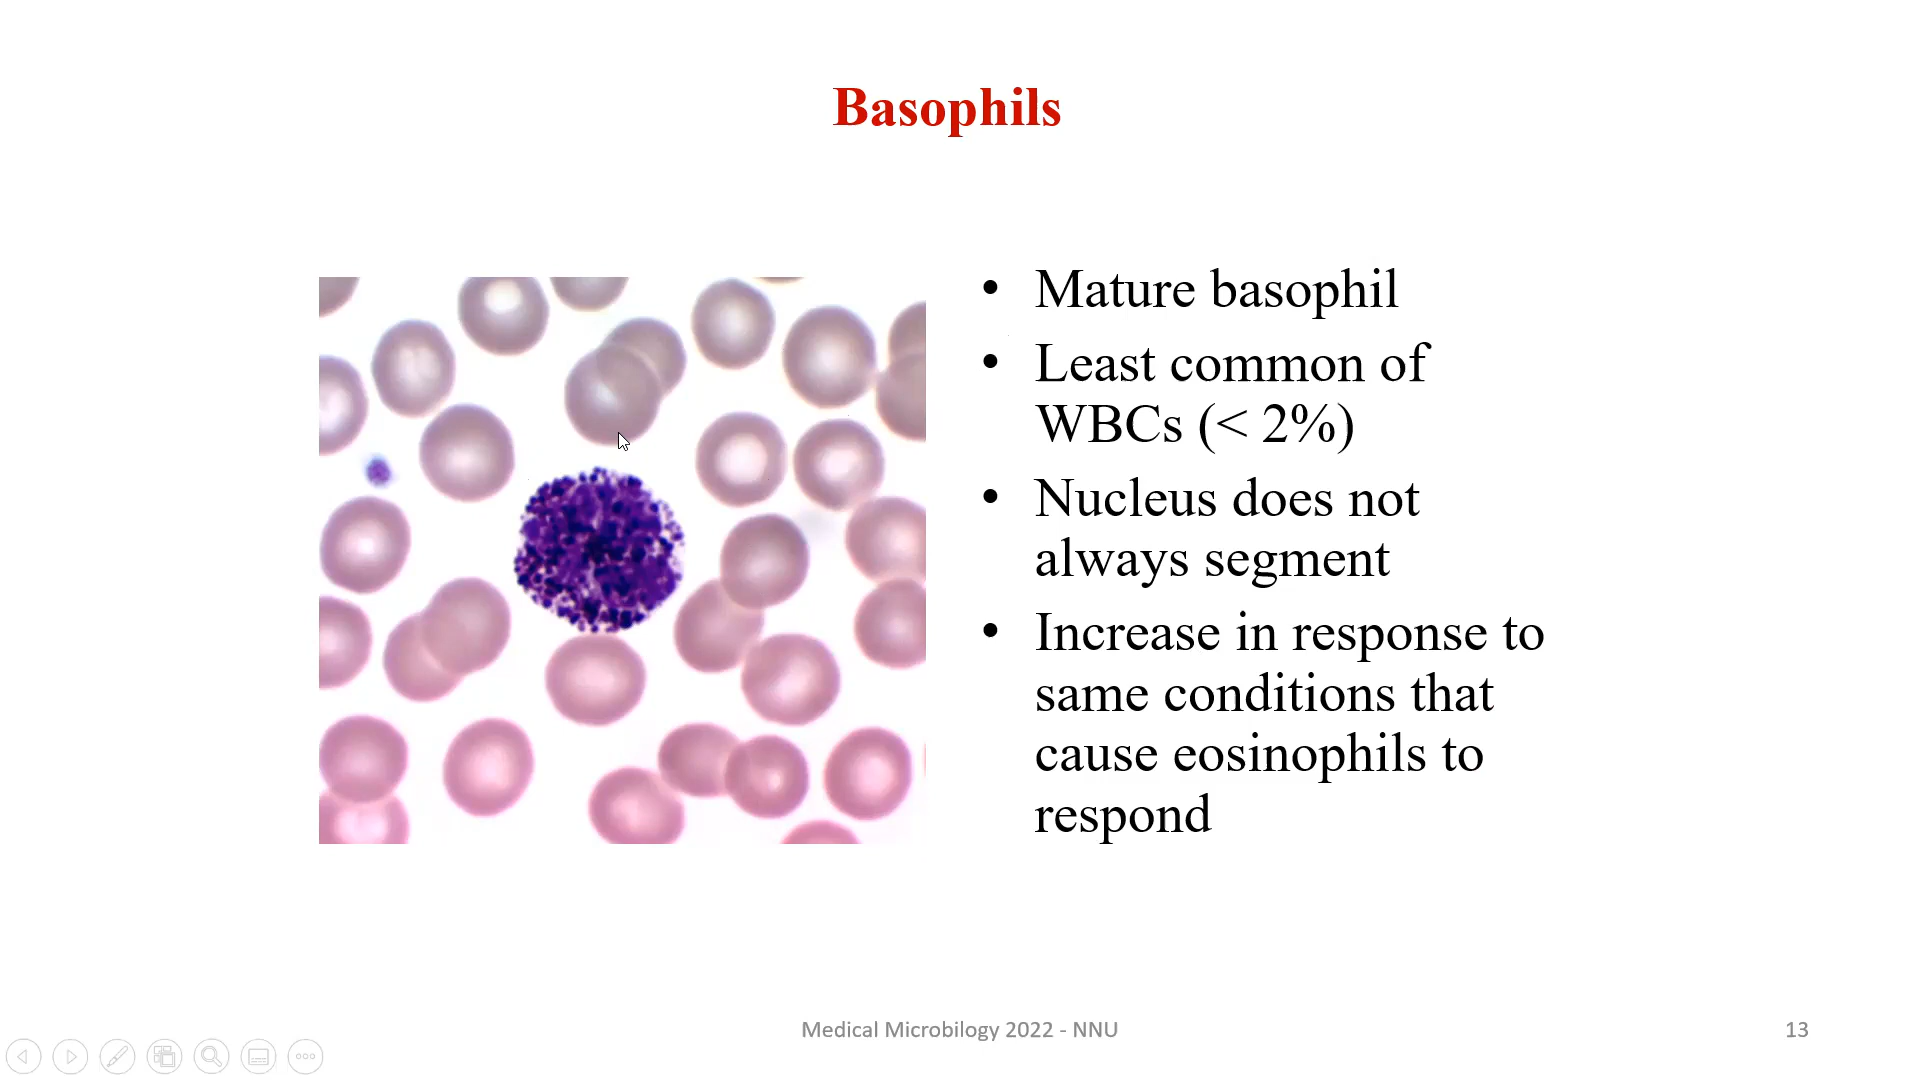 Basophils
• Mature basophil
• Least common of
WBCs (< 2%)
• Nucleus does not
always segment
• Increase in response to
same conditions that
cause eosinophils to
respond
Medical Microbilogy 2022 - NNU
13